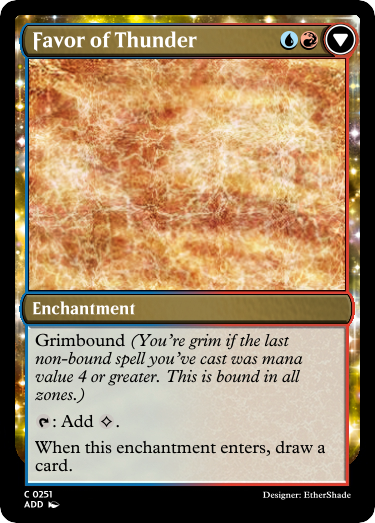 Favor of Thunder
Enchantment
Grimbound (You're grim if the last
non-bound spell you've cast was mana
value 4 or greater. This is bound in all
zones.)
: Add .
When this enchantment enters, draw a
card.
C 0251
ADD
Designer: EtherShade